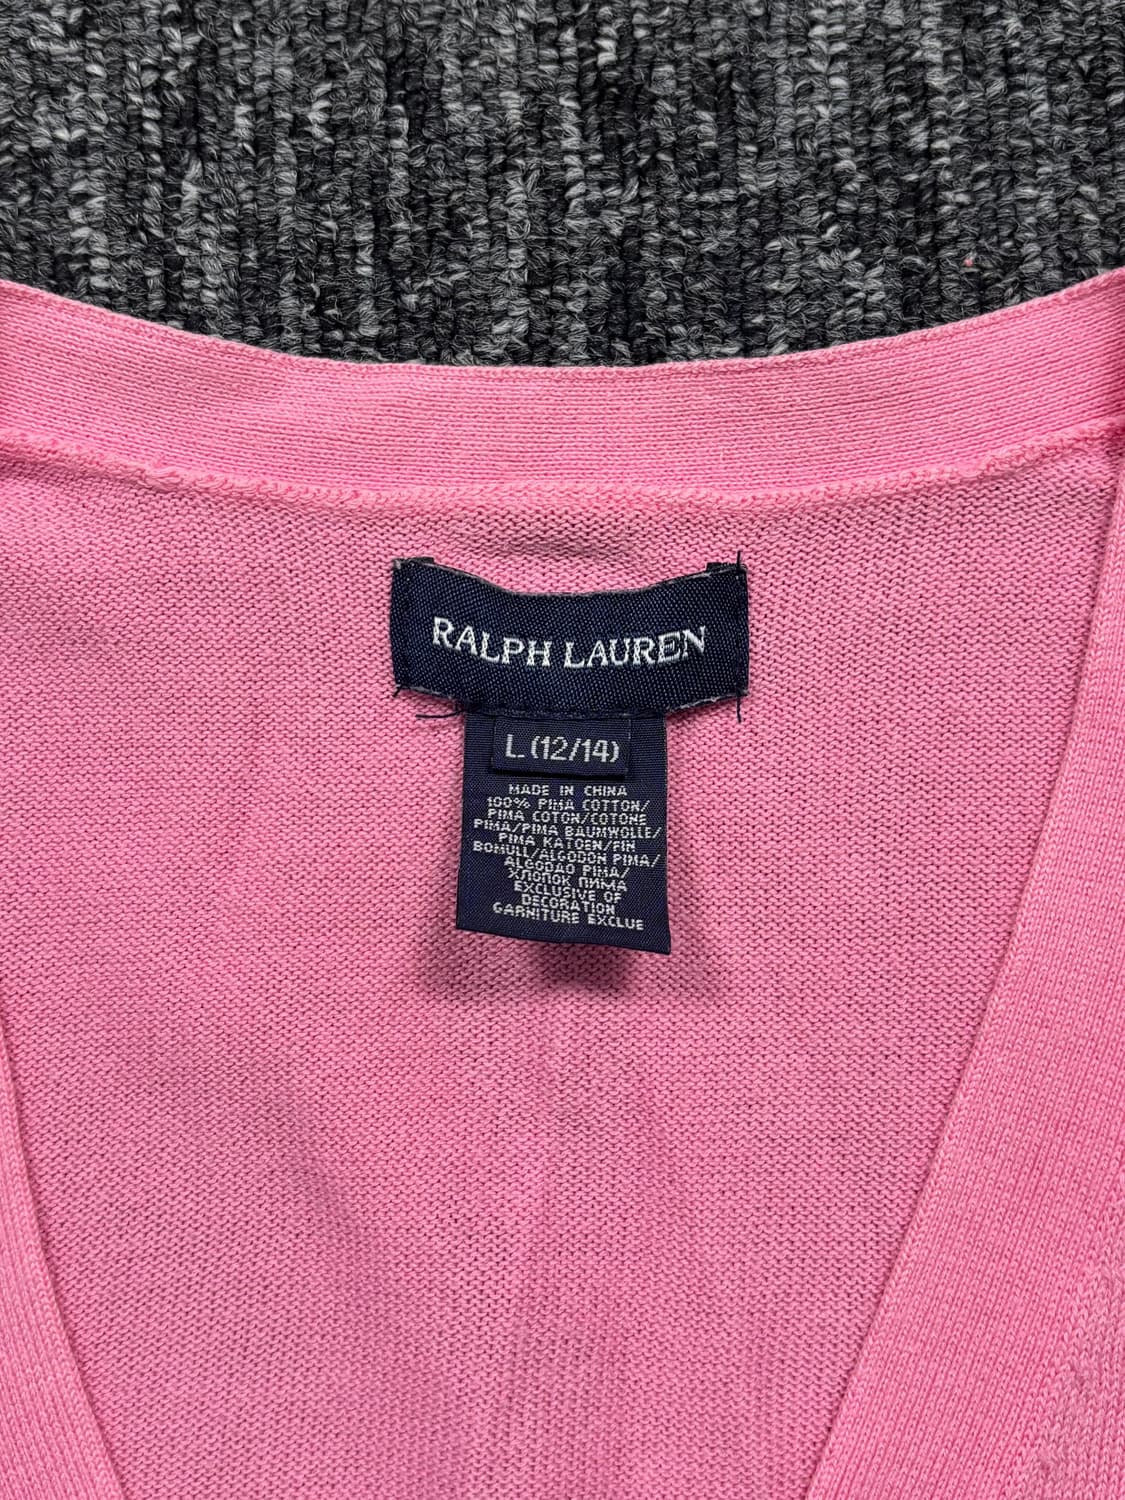 RALPH LAUREN
L (12/14)
MADE IN CHINA
100% PIMA COTTON/
PIMA COTON/COTONE
PIMA/PIMA BAUMWOLLE/
PIMA KATOEN/FIN
BOMULL/ALGODON PIMA/
ALGODAO PIMA/
ХЛОПОК ПИМА
EXCLUSIVE OF
DECORATION
GARNITURE EXCLUE